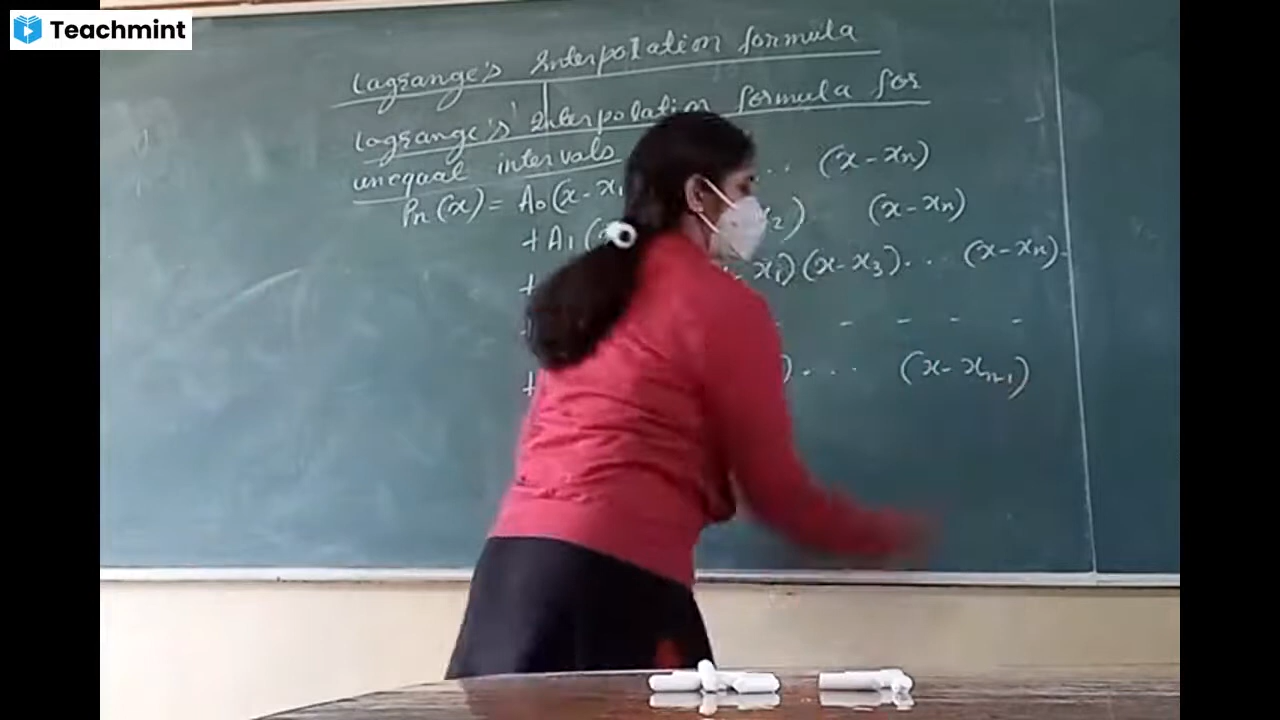 Teachmint
Lagrange's Interpolation formula
Lagrange's' Interpolation formula for
unequal intervals
Pn(x) = A₀(x-x₁ ... (x-xₙ)
+A₁( ₂) (x-xₙ)
+ x₁)(x-x₃)... (x-xₙ).
- - - - -
+ )... (x-xₙ₋₁)